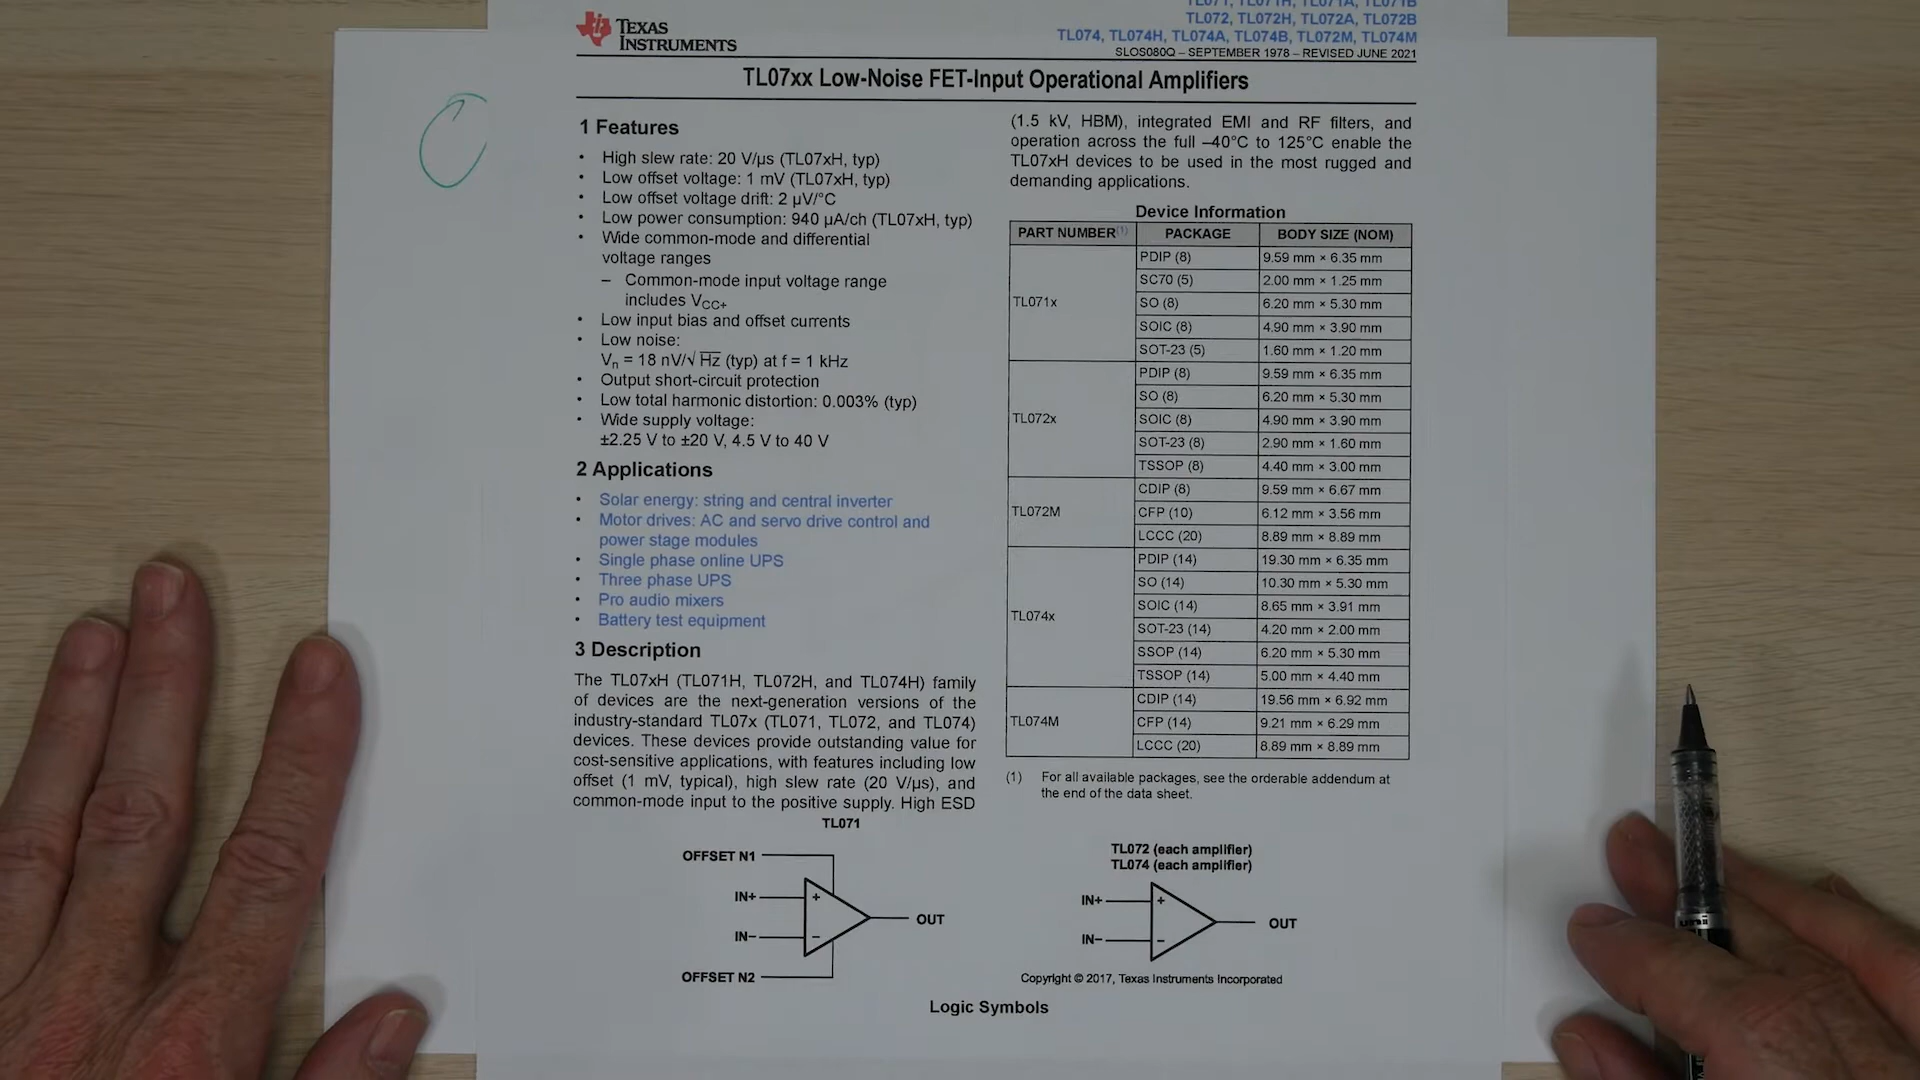 TL071, TL071H, TL071A, TL071B
TL072, TL072H, TL072A, TL072B
TL074, TL074H, TL074A, TL074B, TL072M, TL074M
SLOS080Q – SEPTEMBER 1978 – REVISED JUNE 2021
TEXAS
INSTRUMENTS
TL07xx Low-Noise FET-Input Operational Amplifiers
1 Features
• High slew rate: 20 V/μs (TL07xH, typ)
• Low offset voltage: 1 mV (TL07xH, typ)
• Low offset voltage drift: 2 μV/°C
• Low power consumption: 940 μA/ch (TL07xH, typ)
• Wide common-mode and differential
voltage ranges
– Common-mode input voltage range
includes VCC+
• Low input bias and offset currents
• Low noise:
Vn = 18 nV/√Hz (typ) at f = 1 kHz
• Output short-circuit protection
• Low total harmonic distortion: 0.003% (typ)
• Wide supply voltage:
±2.25 V to ±20 V, 4.5 V to 40 V
2 Applications
• Solar energy: string and central inverter
• Motor drives: AC and servo drive control and
power stage modules
• Single phase online UPS
• Three phase UPS
• Pro audio mixers
• Battery test equipment
3 Description
The TL07xH (TL071H, TL072H, and TL074H) family
of devices are the next-generation versions of the
industry-standard TL07x (TL071, TL072, and TL074)
devices. These devices provide outstanding value for
cost-sensitive applications, with features including low
offset (1 mV, typical), high slew rate (20 V/μs), and
common-mode input to the positive supply. High ESD
(1.5 kV, HBM), integrated EMI and RF filters, and
operation across the full –40°C to 125°C enable the
TL07xH devices to be used in the most rugged and
demanding applications.
Device Information
PART NUMBER(1) PACKAGE BODY SIZE (NOM)
TL071x PDIP (8) 9.59 mm × 6.35 mm
SC70 (5) 2.00 mm × 1.25 mm
SO (8) 6.20 mm × 5.30 mm
SOIC (8) 4.90 mm × 3.90 mm
SOT-23 (5) 1.60 mm × 1.20 mm
TL072x PDIP (8) 9.59 mm × 6.35 mm
SO (8) 6.20 mm × 5.30 mm
SOIC (8) 4.90 mm × 3.90 mm
SOT-23 (8) 2.90 mm × 1.60 mm
TSSOP (8) 4.40 mm × 3.00 mm
TL072M CDIP (8) 9.59 mm × 6.67 mm
CFP (10) 6.12 mm × 3.56 mm
LCCC (20) 8.89 mm × 8.89 mm
TL074x PDIP (14) 19.30 mm × 6.35 mm
SO (14) 10.30 mm × 5.30 mm
SOIC (14) 8.65 mm × 3.91 mm
SOT-23 (14) 4.20 mm × 2.00 mm
SSOP (14) 6.20 mm × 5.30 mm
TSSOP (14) 5.00 mm × 4.40 mm
TL074M CDIP (14) 19.56 mm × 6.92 mm
CFP (14) 9.21 mm × 6.29 mm
LCCC (20) 8.89 mm × 8.89 mm
(1) For all available packages, see the orderable addendum at
the end of the data sheet.
TL071
OFFSET N1
IN+
+
IN–
–
OUT
OFFSET N2
TL072 (each amplifier)
TL074 (each amplifier)
IN+
+
IN–
–
OUT
Copyright © 2017, Texas Instruments Incorporated
Logic Symbols
uni